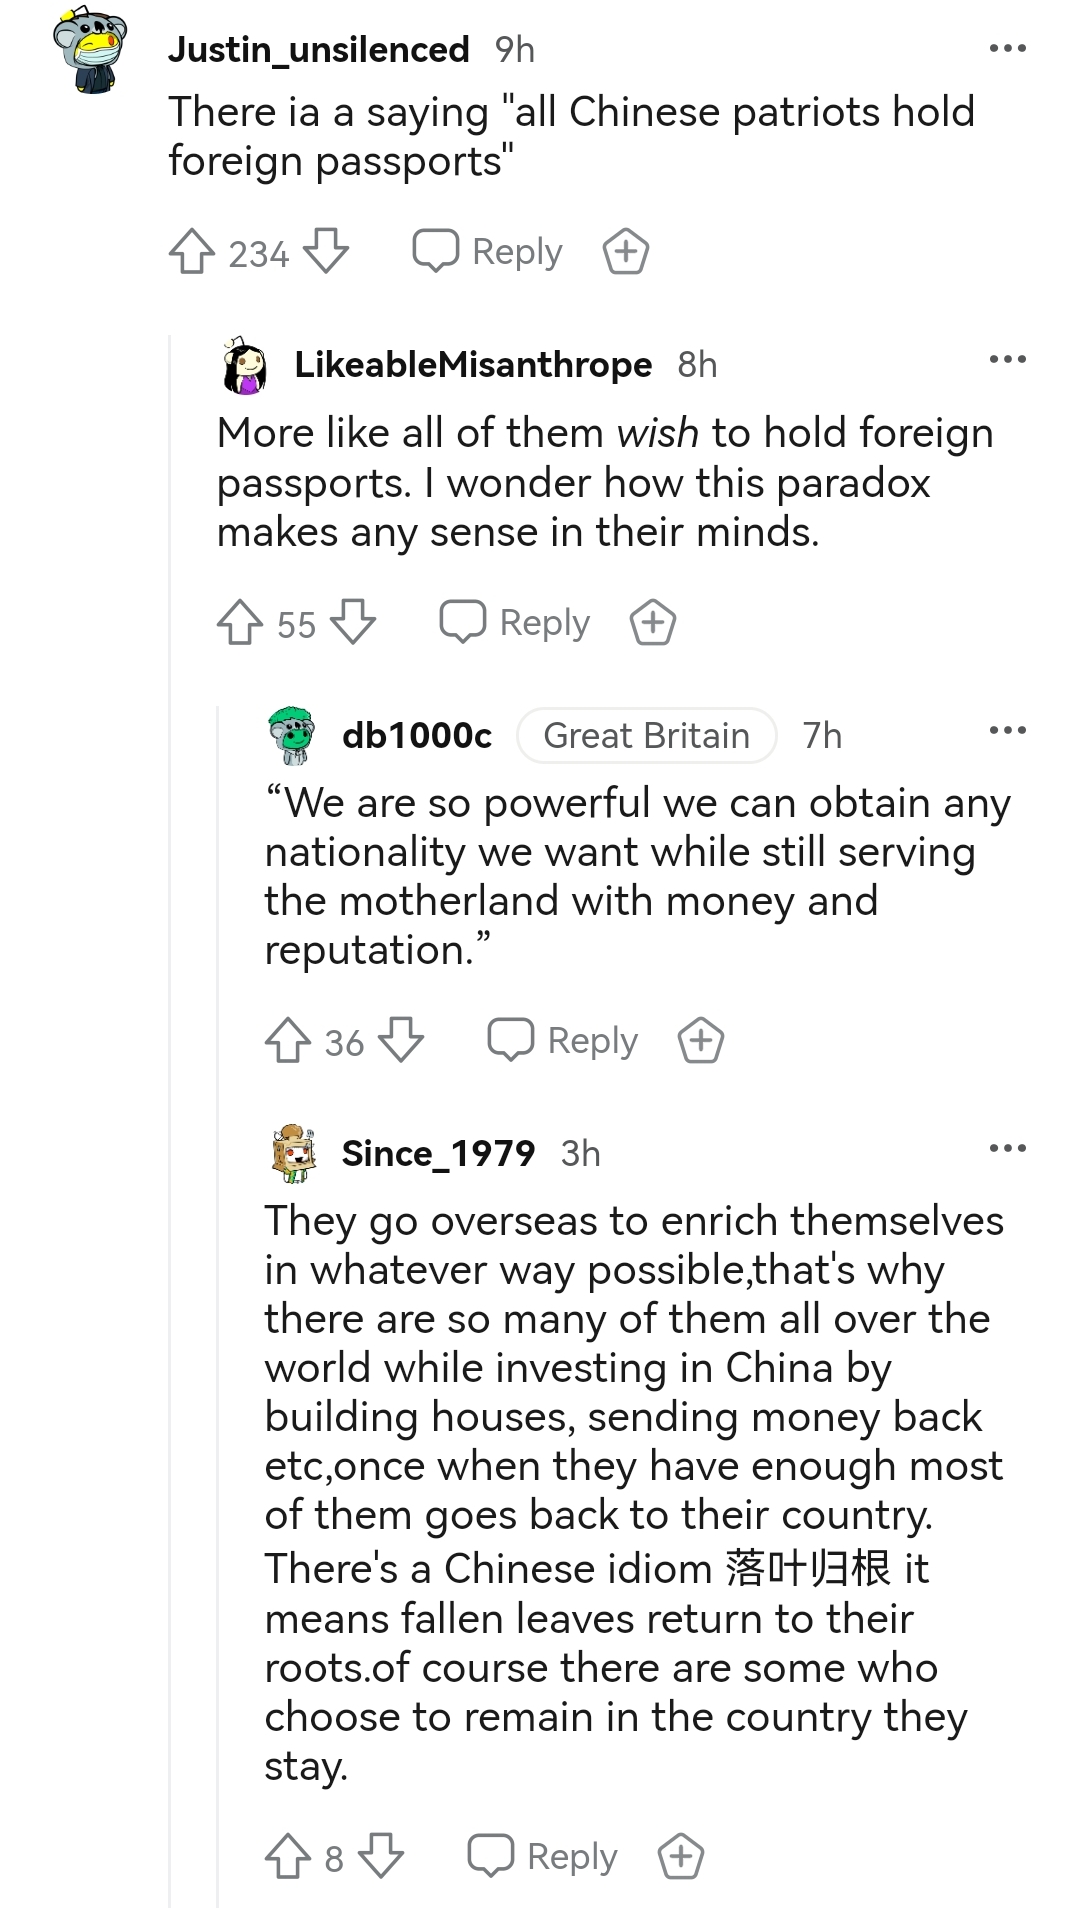 Justin_unsilenced 9h
There ia a saying "all Chinese patriots hold
foreign passports"
234 Reply
LikeableMisanthrope 8h
More like all of them wish to hold foreign
passports. I wonder how this paradox
makes any sense in their minds.
55 Reply
db1000c Great Britain 7h
“We are so powerful we can obtain any
nationality we want while still serving
the motherland with money and
reputation.”
36 Reply
Since_1979 3h
They go overseas to enrich themselves
in whatever way possible,that's why
there are so many of them all over the
world while investing in China by
building houses, sending money back
etc,once when they have enough most
of them goes back to their country.
There's a Chinese idiom 落叶归根 it
means fallen leaves return to their
roots.of course there are some who
choose to remain in the country they
stay.
8 Reply